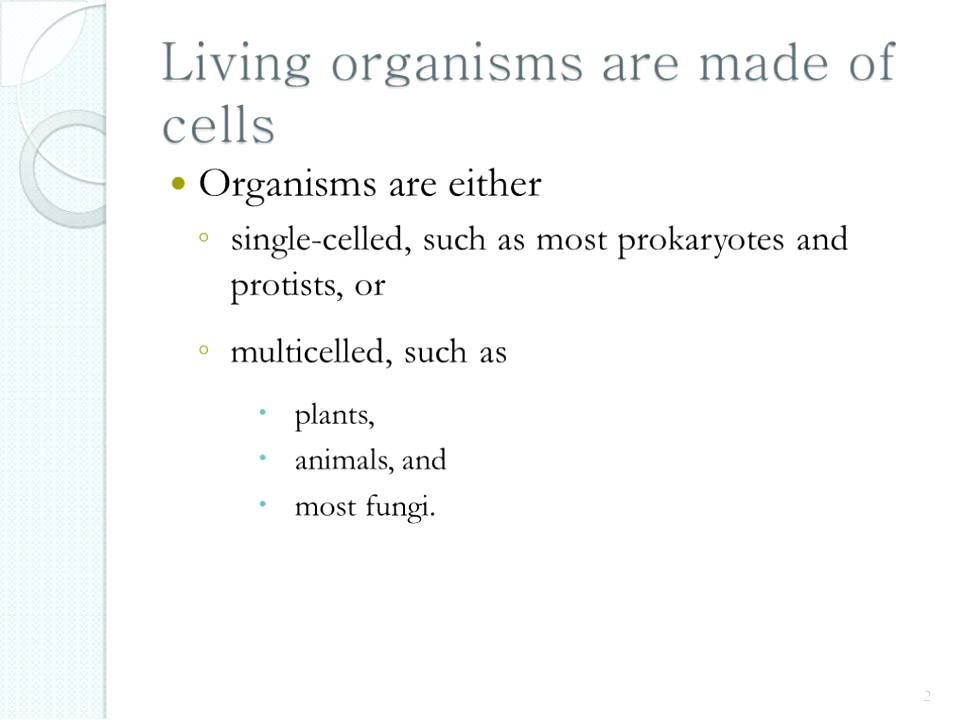 Living organisms are made of
cells
• Organisms are either
◦ single-celled, such as most prokaryotes and
protists, or
◦ multicelled, such as
• plants,
• animals, and
• most fungi.
2